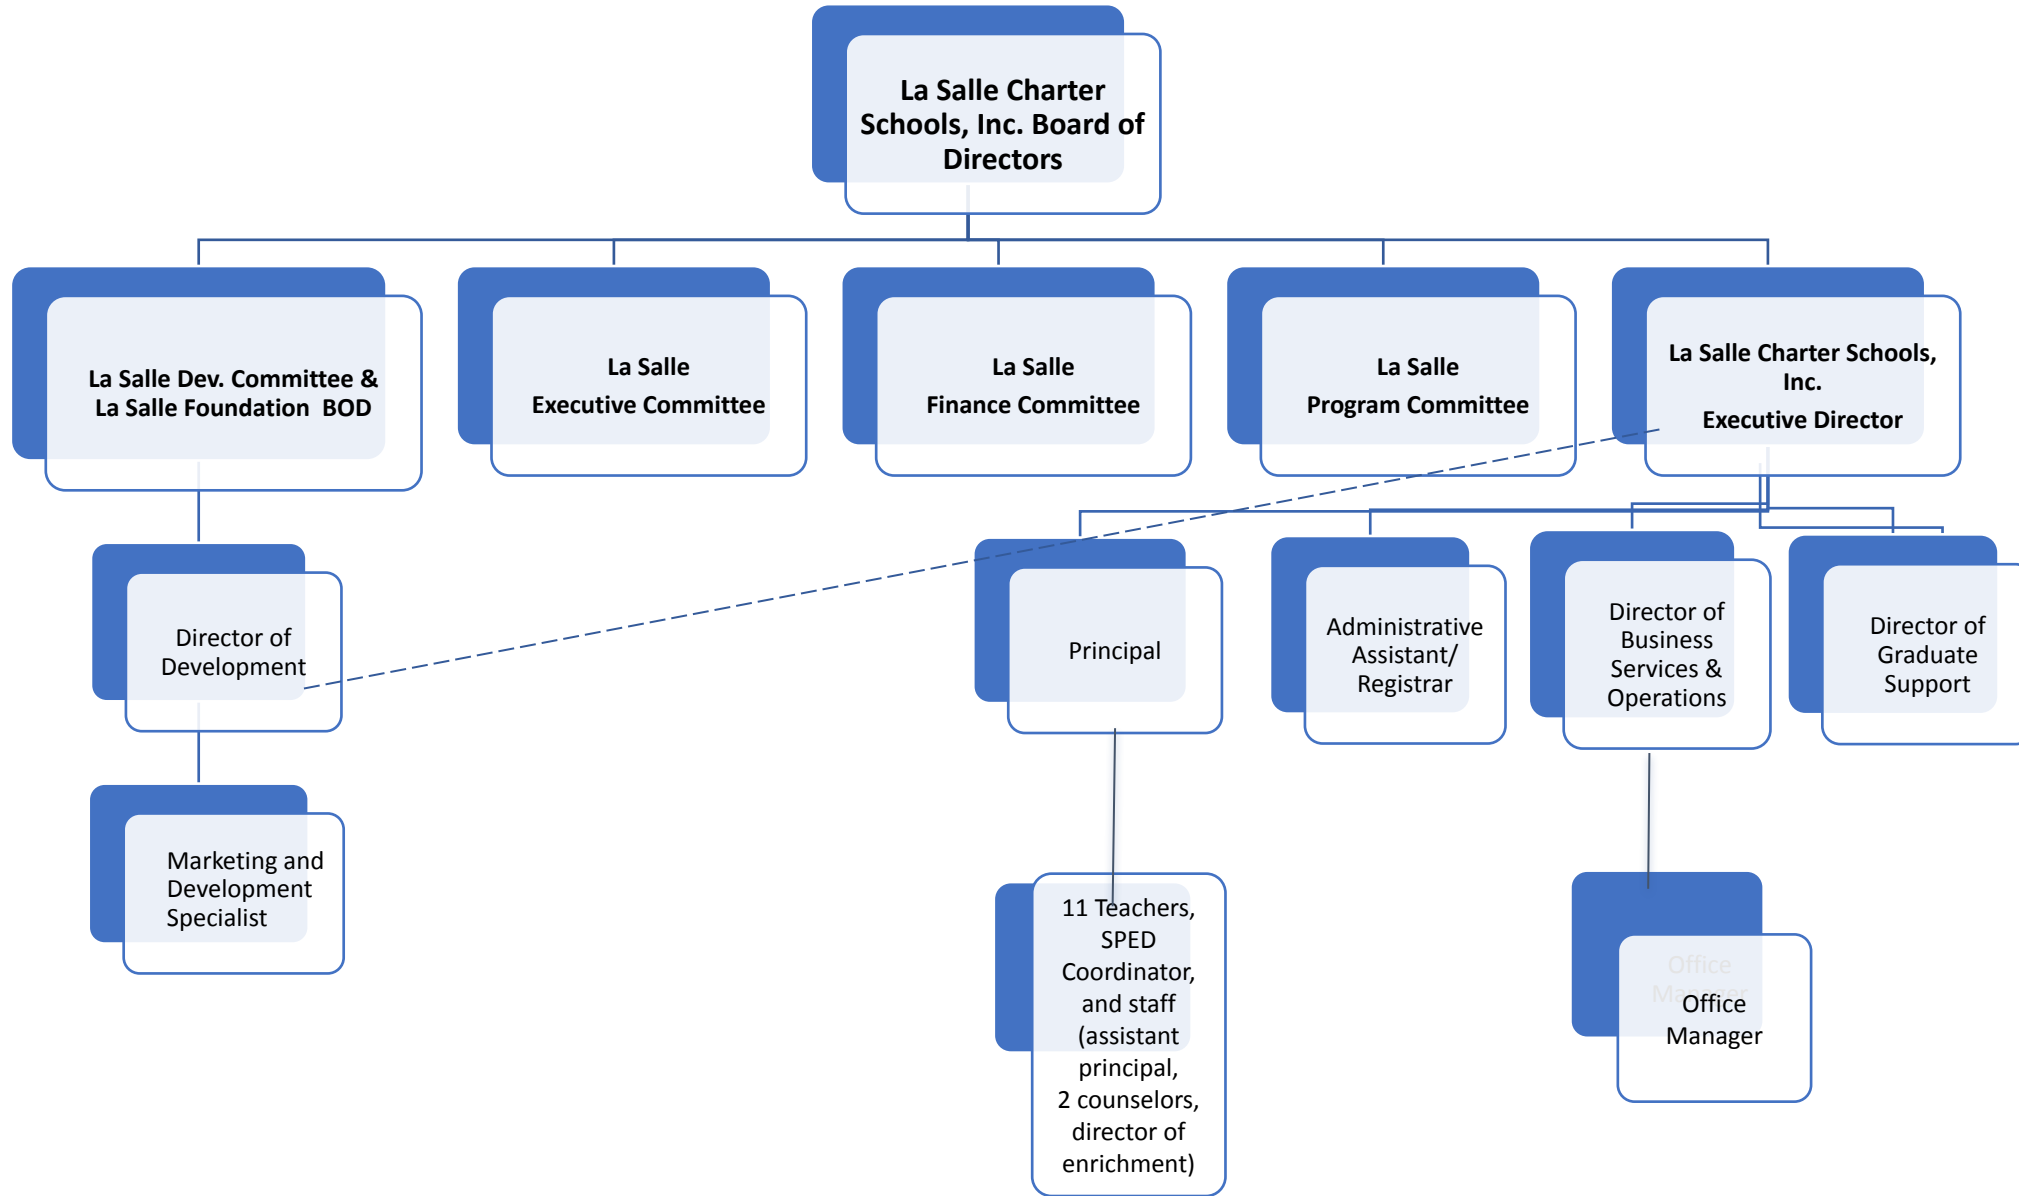 La Salle Charter
Schools, Inc. Board of
Directors
La Salle Dev. Committee &
La Salle Foundation  BOD
La Salle
Executive Committee
La Salle
Finance Committee
La Salle
Program Committee
La Salle Charter Schools,
Inc.
Executive Director
Director of
Development
Principal
Administrative
Assistant/
Registrar
Director of
Business
Services &
Operations
Director of
Graduate
Support
Marketing and
Development
Specialist
11 Teachers,
SPED
Coordinator,
and staff
(assistant
principal,
2 counselors,
director of
enrichment)
Office
Manager
Office
Manager